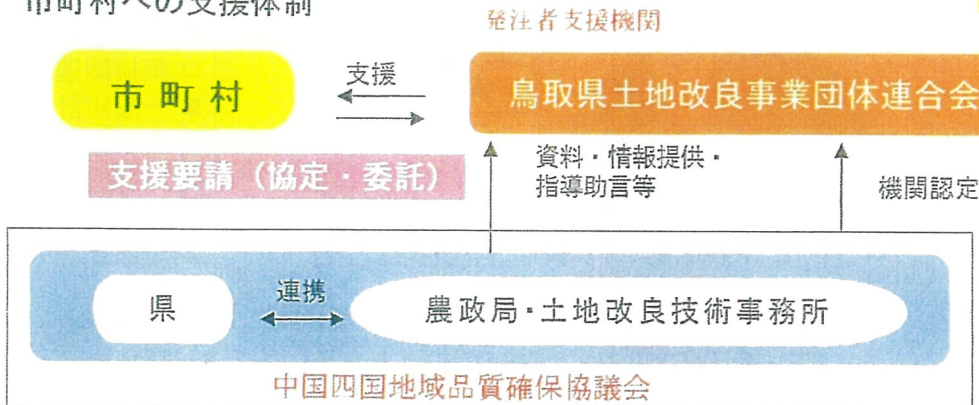 市町村への支援体制
発注者支援機関
市町村
支援
鳥取県土地改良事業団体連合会
支援要請（協定・委託）
資料・情報提供・
指導助言等
機関認定
県
連携
農政局・土地改良技術事務所
中国四国地域品質確保協議会